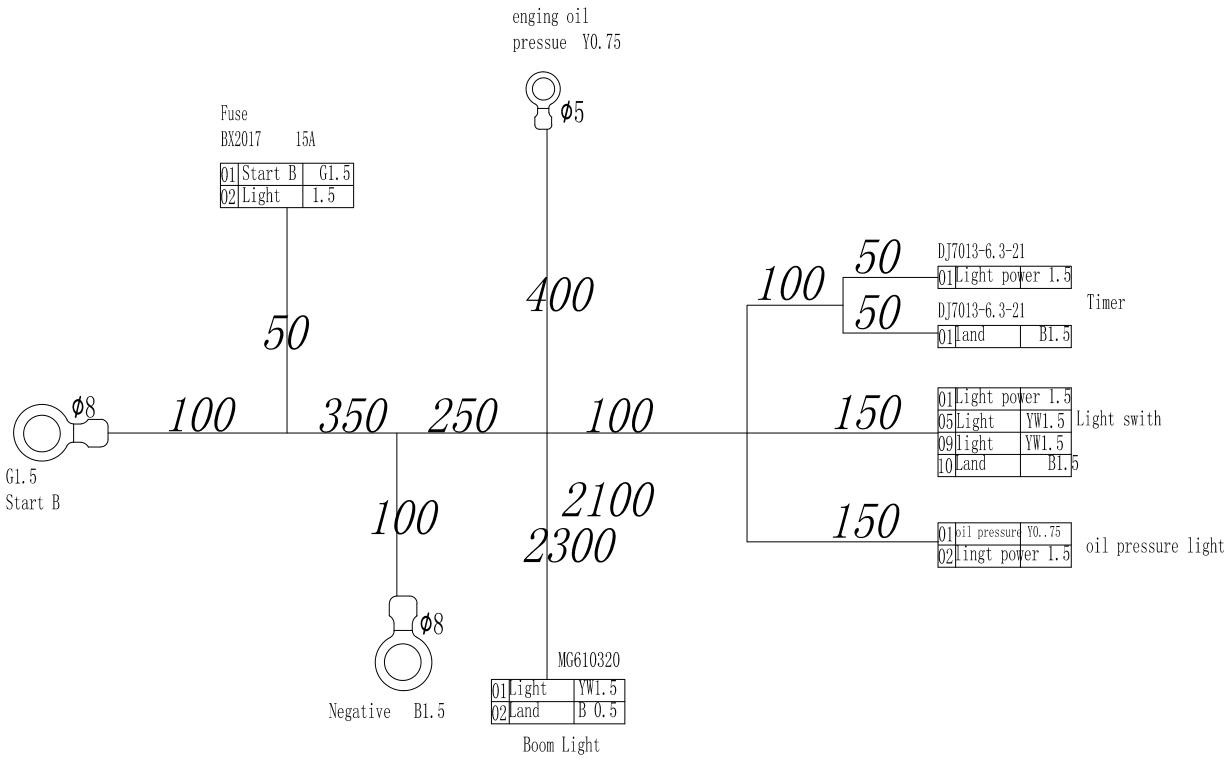 enging oil
pressue Y0.75
ϕ5
Fuse
BX2017 15A
01 Start B G1.5
02 Light 1.5
50
400
100
50
DJ7013-6.3-21
01 Light power 1.5
50
DJ7013-6.3-21
01 land B1.5
Timer
ϕ8
100
350
250
100
150
01 Light power 1.5
05 Light YW1.5
09 light YW1.5
10 Land B1.5
Light swith
G1.5
Start B
100
2100
2300
150
01 oil pressure Y0..75
02 lingt power 1.5
oil pressure light
ϕ8
Negative B1.5
MG610320
01 Light YW1.5
02 Land B 0.5
Boom Light